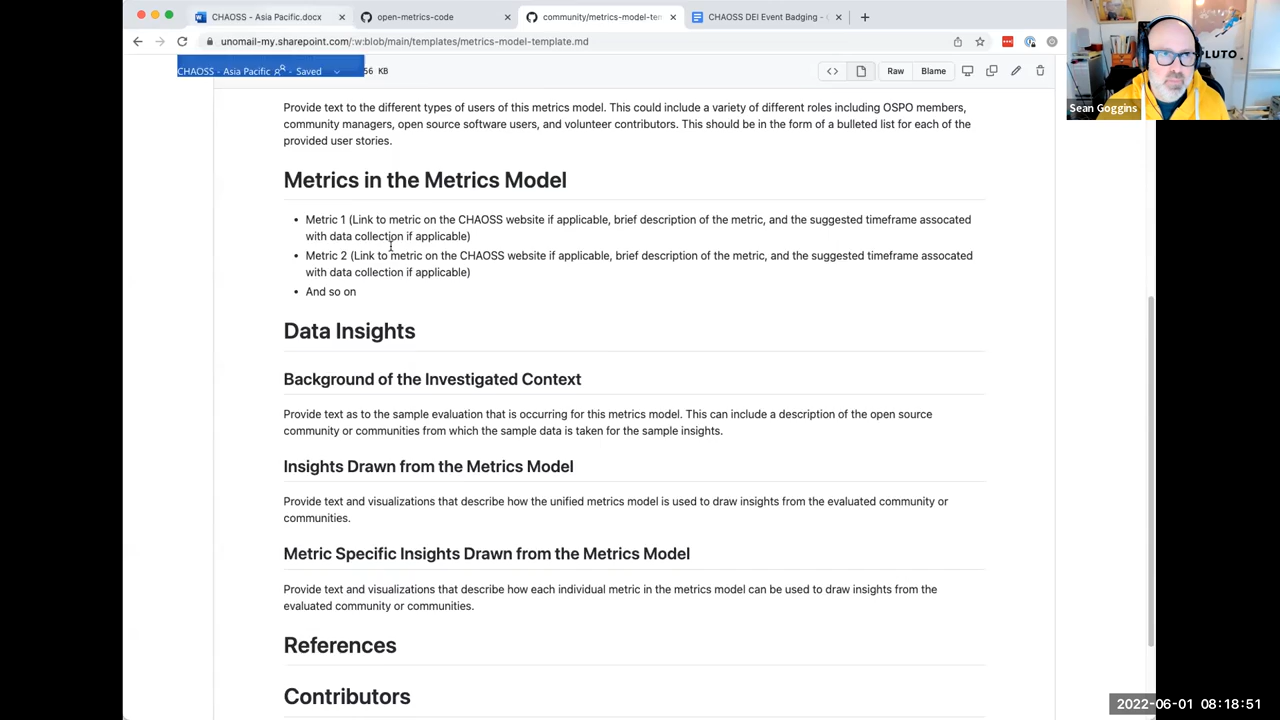 CHAOSS - Asia Pacific.docx
open-metrics-code
community/metrics-model-ten
CHAOSS DEI Event Badging -
unomail-my.sharepoint.com/:w:blob/main/templates/metrics-model-template.md
CHAOSS - Asia Pacific - Saved
56 KB
Raw
Blame
LUTO
Sean Goggins
Provide text to the different types of users of this metrics model. This could include a variety of different roles including OSPO members,
community managers, open source software users, and volunteer contributors. This should be in the form of a bulleted list for each of the
provided user stories.
Metrics in the Metrics Model
• Metric 1 (Link to metric on the CHAOSS website if applicable, brief description of the metric, and the suggested timeframe assocated
with data collection if applicable)
• Metric 2 (Link to metric on the CHAOSS website if applicable, brief description of the metric, and the suggested timeframe assocated
with data collection if applicable)
• And so on
Data Insights
Background of the Investigated Context
Provide text as to the sample evaluation that is occurring for this metrics model. This can include a description of the open source
community or communities from which the sample data is taken for the sample insights.
Insights Drawn from the Metrics Model
Provide text and visualizations that describe how the unified metrics model is used to draw insights from the evaluated community or
communities.
Metric Specific Insights Drawn from the Metrics Model
Provide text and visualizations that describe how each individual metric in the metrics model can be used to draw insights from the
evaluated community or communities.
References
Contributors
2022-06-01 08:18:51